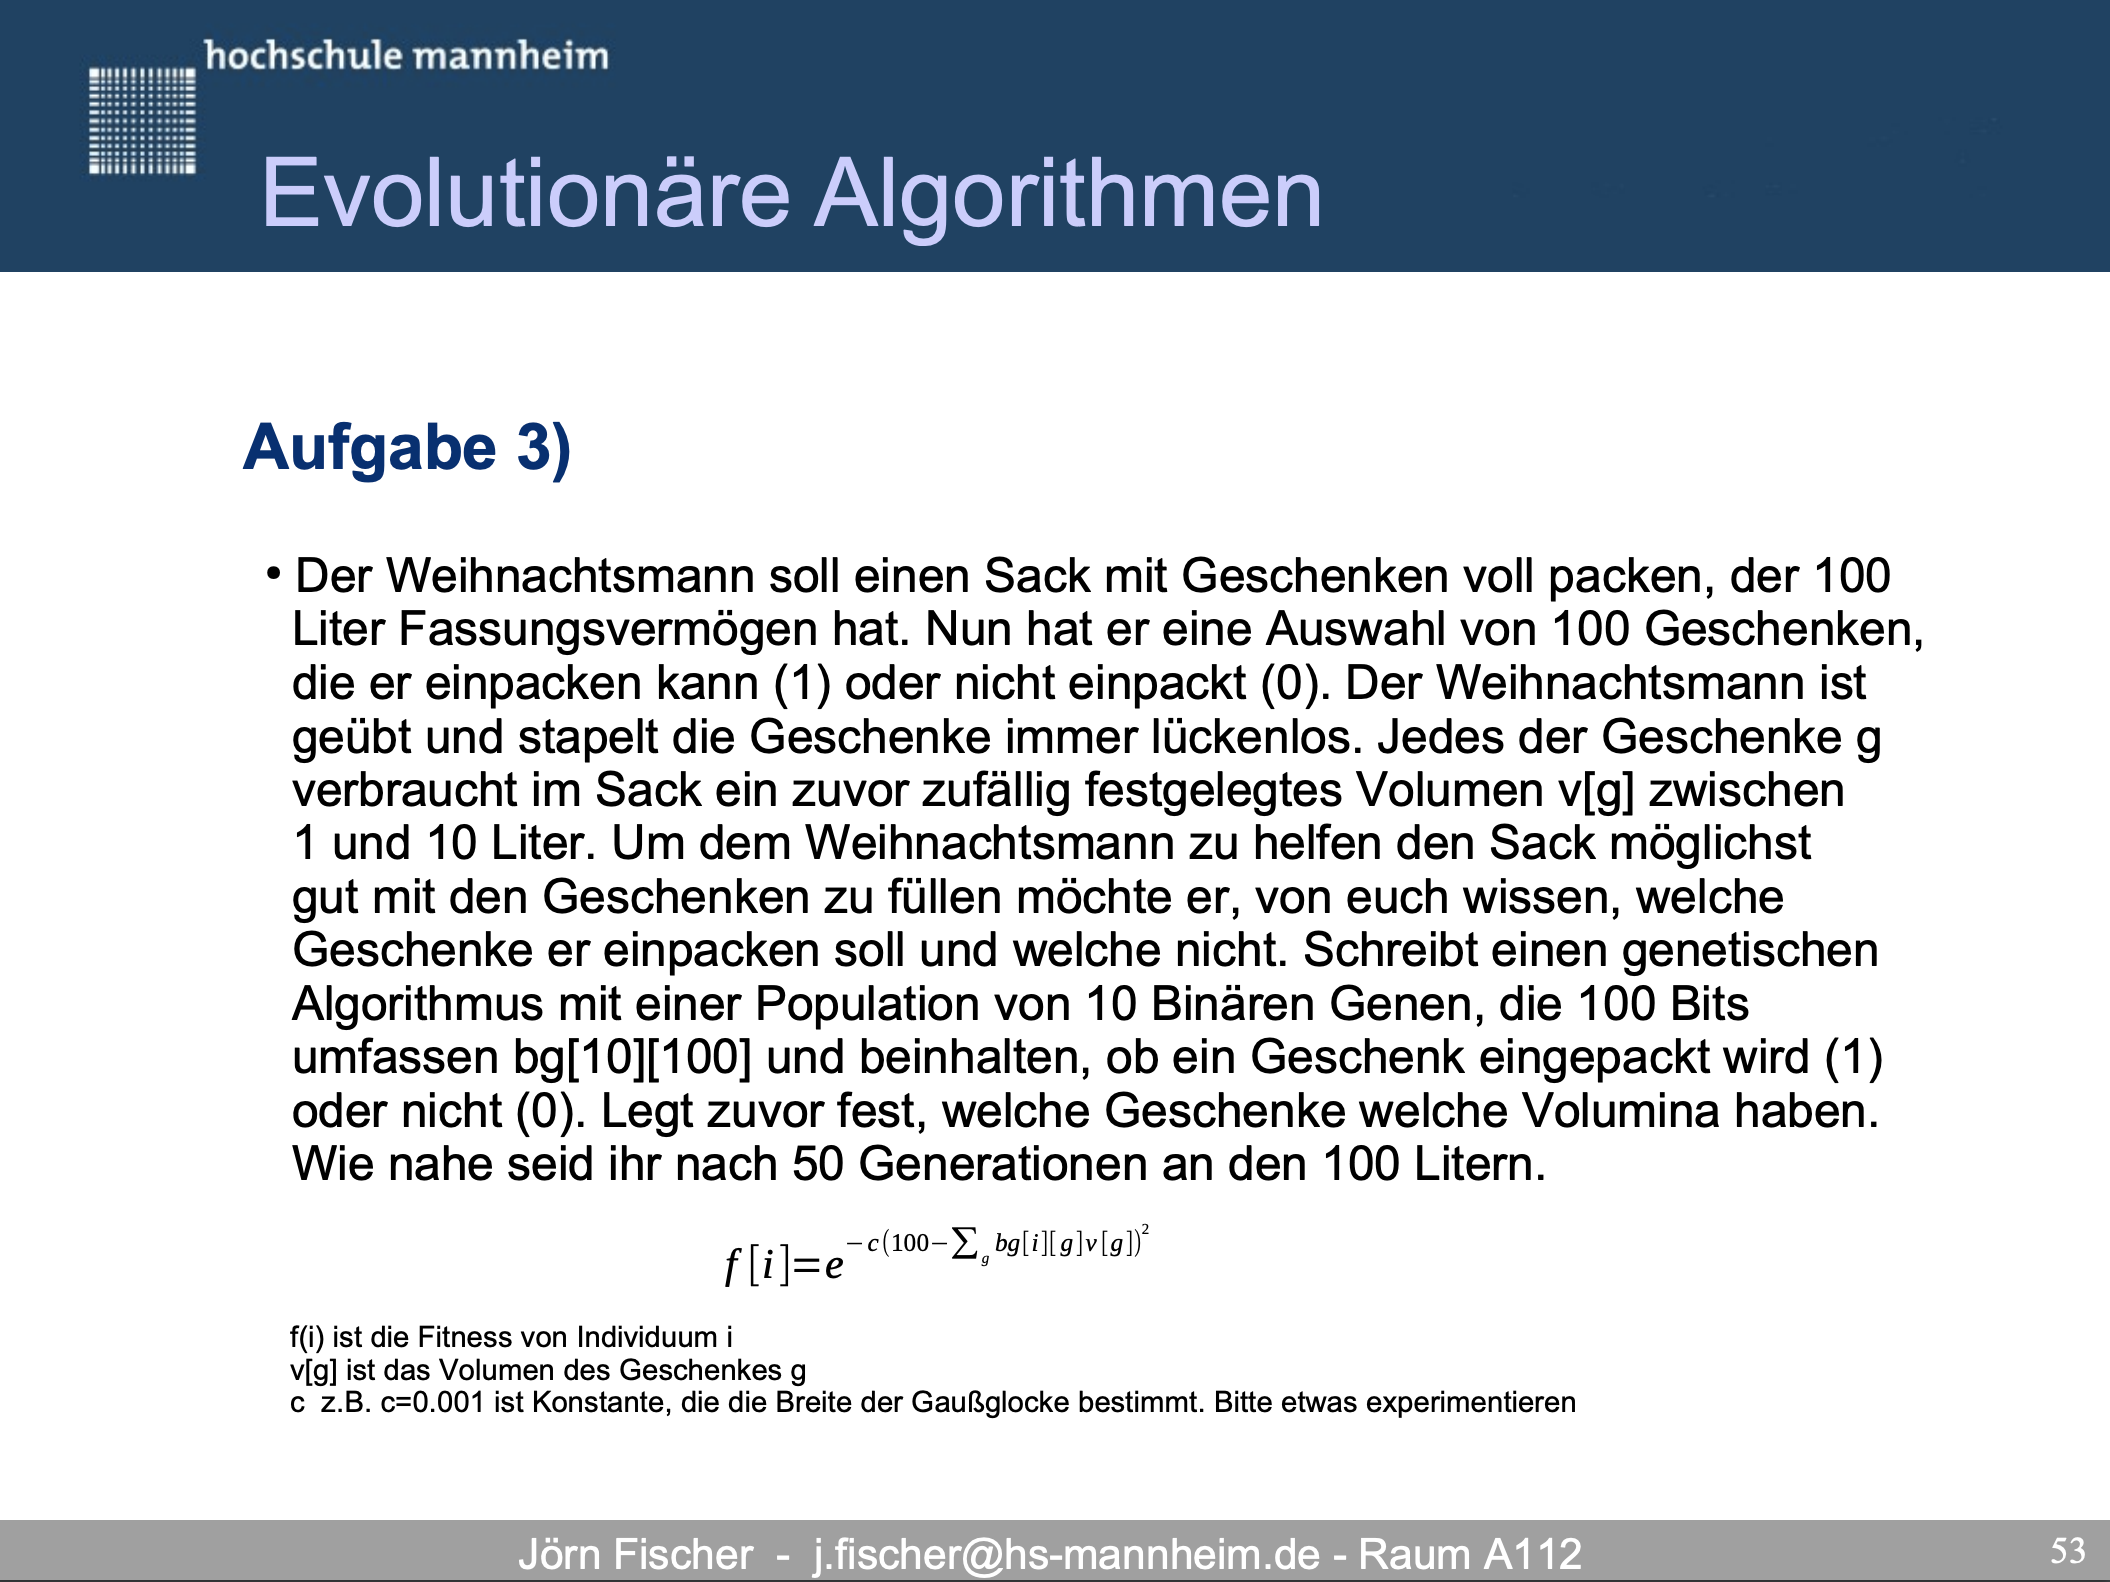 hochschule mannheim
Evolutionäre Algorithmen
Aufgabe 3)
• Der Weihnachtsmann soll einen Sack mit Geschenken voll packen, der 100
Liter Fassungsvermögen hat. Nun hat er eine Auswahl von 100 Geschenken,
die er einpacken kann (1) oder nicht einpackt (0). Der Weihnachtsmann ist
geübt und stapelt die Geschenke immer lückenlos. Jedes der Geschenke g
verbraucht im Sack ein zuvor zufällig festgelegtes Volumen v[g] zwischen
1 und 10 Liter. Um dem Weihnachtsmann zu helfen den Sack möglichst
gut mit den Geschenken zu füllen möchte er, von euch wissen, welche
Geschenke er einpacken soll und welche nicht. Schreibt einen genetischen
Algorithmus mit einer Population von 10 Binären Genen, die 100 Bits
umfassen bg[10][100] und beinhalten, ob ein Geschenk eingepackt wird (1)
oder nicht (0). Legt zuvor fest, welche Geschenke welche Volumina haben.
Wie nahe seid ihr nach 50 Generationen an den 100 Litern.
f[i]=e^{-c(100-∑_g bg[i][g]v[g])^2}
f(i) ist die Fitness von Individuum i
v[g] ist das Volumen des Geschenkes g
c z.B. c=0.001 ist Konstante, die die Breite der Gaußglocke bestimmt. Bitte etwas experimentieren
Jörn Fischer - j.fischer@hs-mannheim.de - Raum A112
53